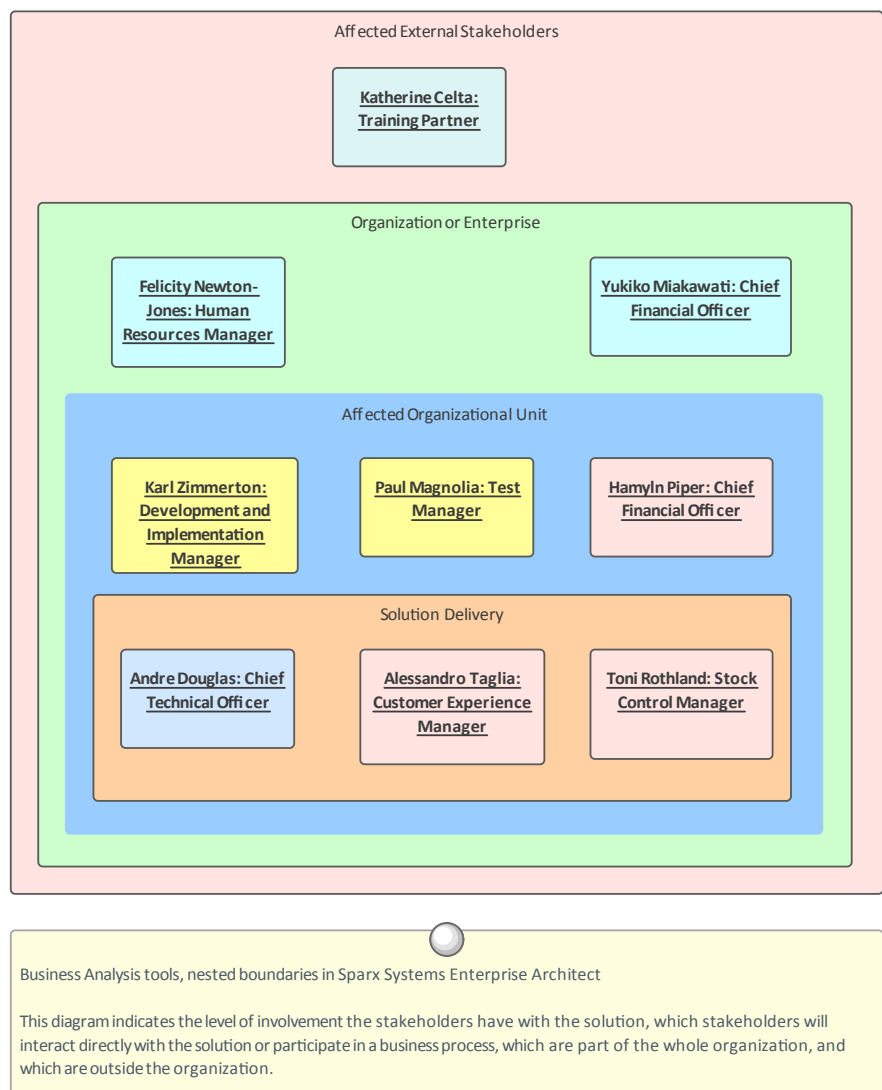 Affected External Stakeholders
Katherine Celta:
Training Partner
Organization or Enterprise
Felicity Newton-
Jones: Human
Resources Manager
Yukiko Miakawati: Chief
Financial Officer
Affected Organizational Unit
Karl Zimmerton:
Development and
Implementation
Manager
Paul Magnolia: Test
Manager
Hamyln Piper: Chief
Financial Officer
Solution Delivery
Andre Douglas: Chief
Technical Officer
Alessandro Taglia:
Customer Experience
Manager
Toni Rothland: Stock
Control Manager
Business Analysis tools, nested boundaries in Sparx Systems Enterprise Architect
This diagram indicates the level of involvement the stakeholders have with the solution, which stakeholders will
interact directly with the solution or participate in a business process, which are part of the whole organization, and
which are outside the organization.